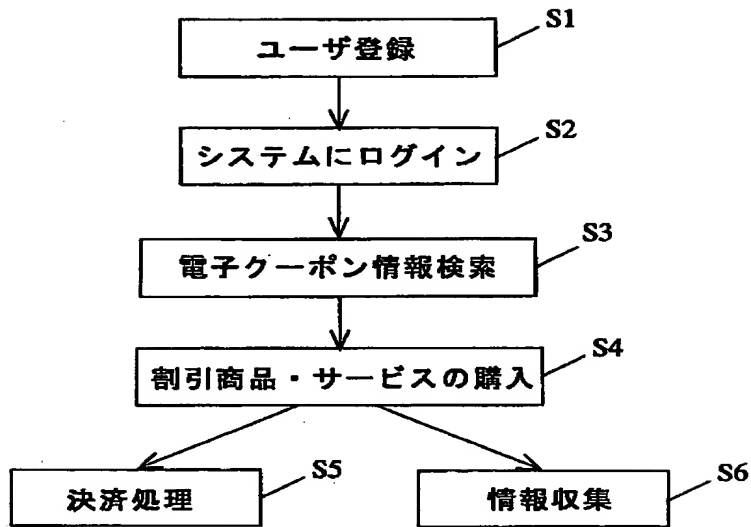 S1
ユーザ登録
S2
システムにログイン
S3
電子クーポン情報検索
S4
割引商品・サービスの購入
S5
決済処理
S6
情報収集